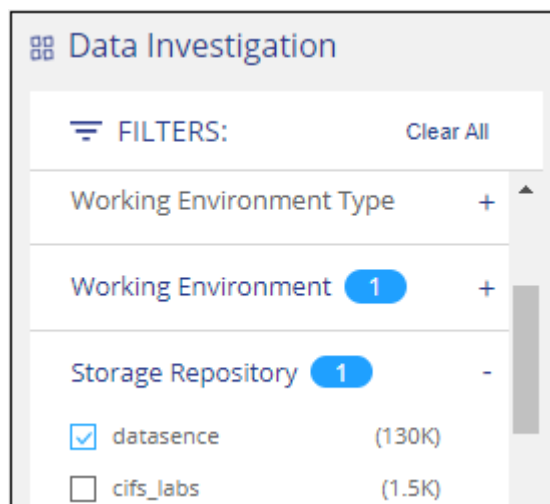 Data Investigation
FILTERS: Clear All
Working Environment Type +
Working Environment 1 +
Storage Repository 1 -
datasence (130K)
cifs_labs (1.5K)